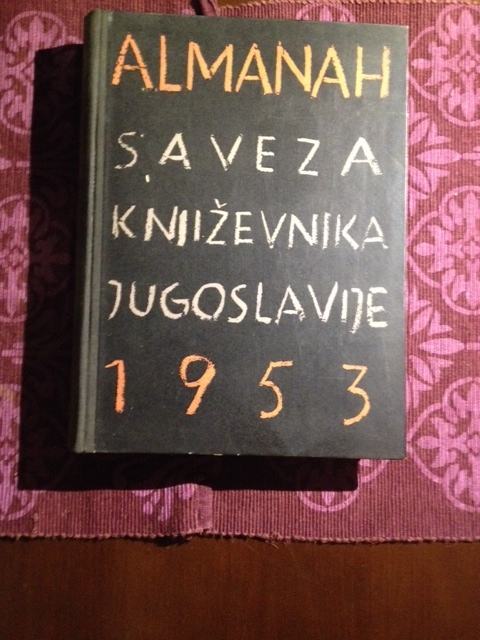 ALMANAH
SAVEZA
KNJIŽEVNIKA
JUGOSLAVIJE
1953